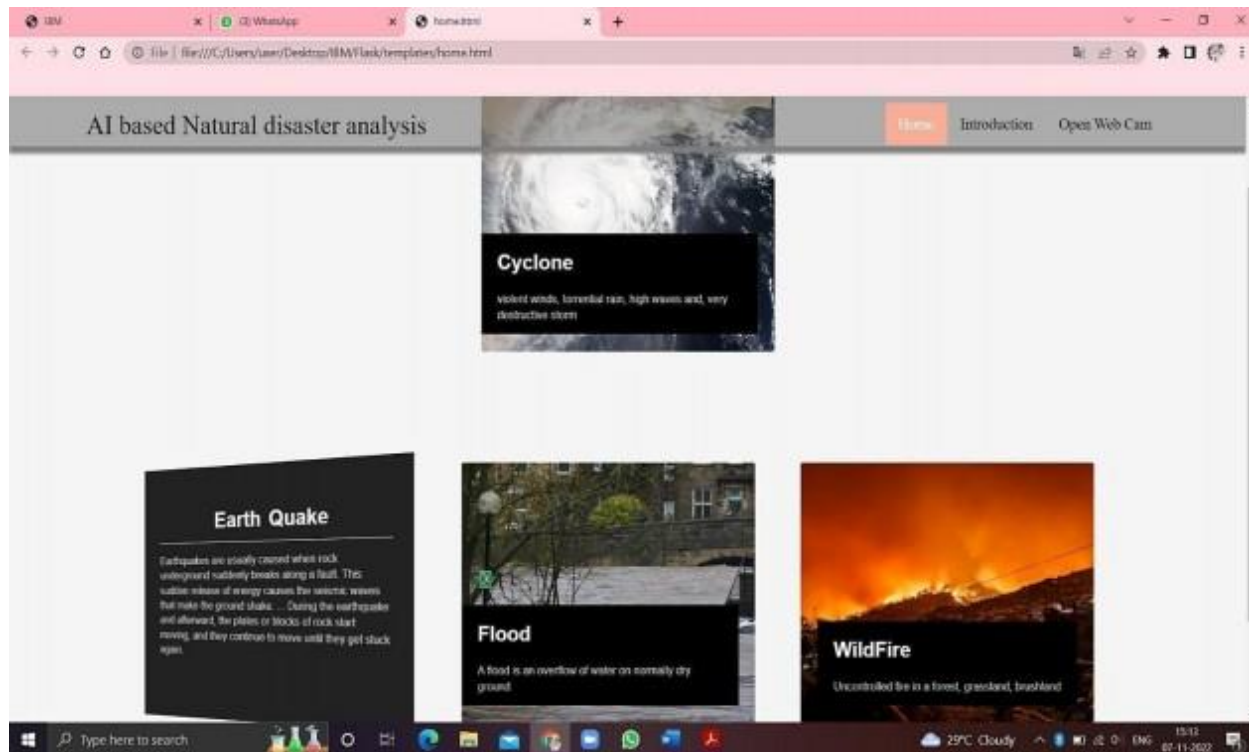 IBM
(3) WhatsApp
home.html
File | file:///C:/Users/user/Desktop/IBM/Flask/templates/home.html
AI based Natural disaster analysis
Home
Introduction
Open Web Cam
Cyclone
violent winds, torrential rain, high waves and, very
destructive storm
Earth Quake
Earthquakes are usually caused when rock
underground suddenly breaks along a fault. This
sudden release of energy causes the seismic waves
that make the ground shake. ... During the earthquake
and afterward, the plates or blocks of rock start
moving, and they continue to move until they get stuck
again.
Flood
A flood is an overflow of water on normally dry
ground
WildFire
Uncontrolled fire in a forest, grassland, brushland
Type here to search
29°C Cloudy
ENG
15:12
07-11-2022